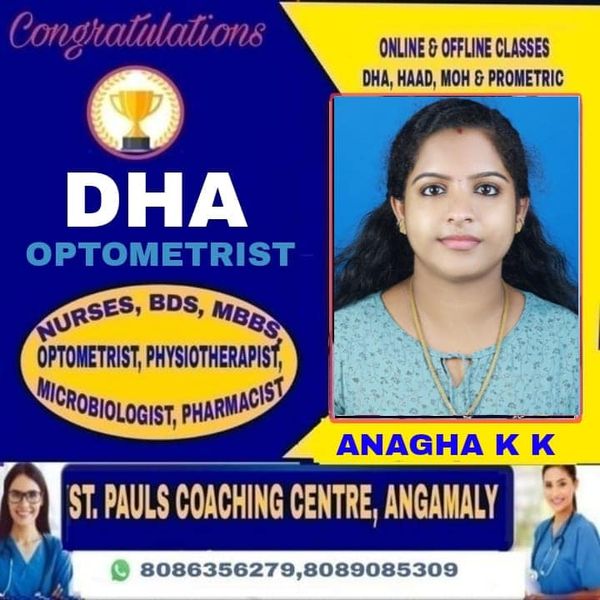 Congratulations
ONLINE & OFFLINE CLASSES
DHA, HAAD, MOH & PROMETRIC
DHA
OPTOMETRIST
NURSES, BDS, MBBS,
OPTOMETRIST, PHYSIOTHERAPIST,
MICROBIOLOGIST, PHARMACIST
ANAGHA K K
ST. PAULS COACHING CENTRE, ANGAMALY
8086356279,8089085309